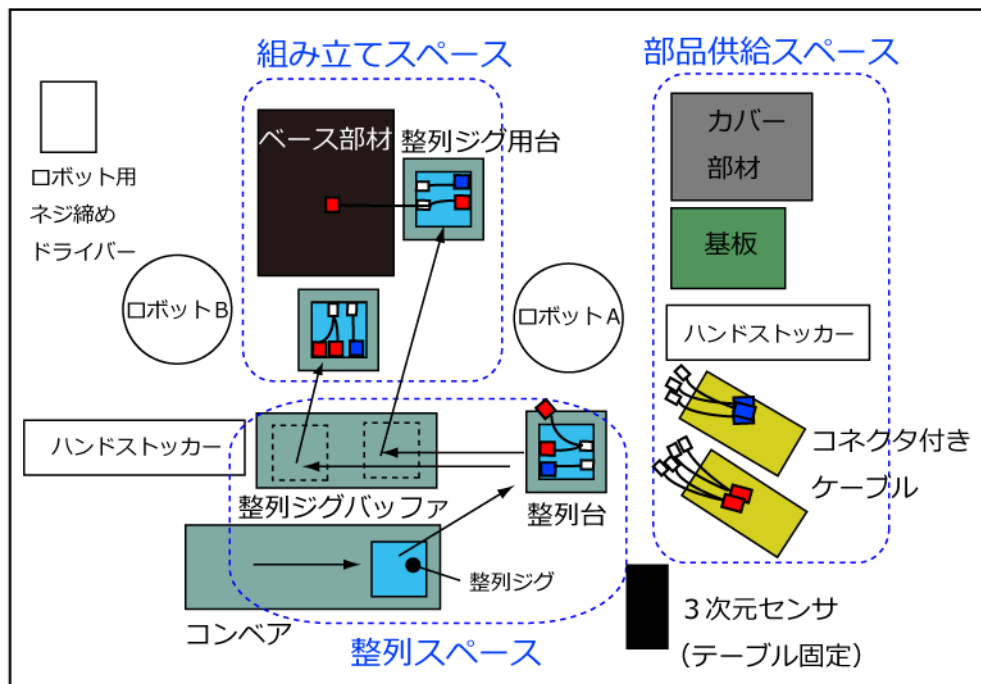 組み立てスペース
部品供給スペース
ベース部材
整列ジグ用台
カバー
部材
ロボット用
ネジ締め
ドライバー
基板
ロボットB
ロボットA
ハンドストッカー
ハンドストッカー
コネクタ付き
ケーブル
整列ジグバッファ
整列台
整列ジグ
コンベア
整列スペース
3次元センサ
(テーブル固定)